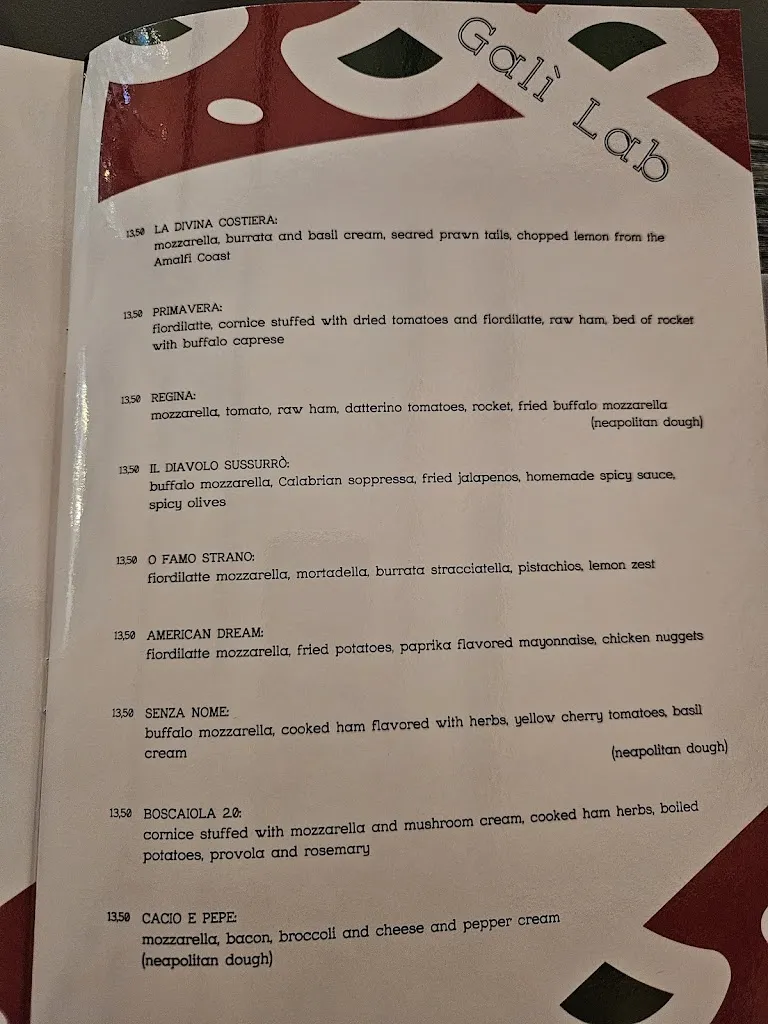 Galì Lab
13,50 LA DIVINA COSTIERA:
mozzarella, burrata and basil cream, seared prawn tails, chopped lemon from the
Amalfi Coast
13,50 PRIMAVERA:
fiordilatte, cornice stuffed with dried tomatoes and fiordilatte, raw ham, bed of rocket
with buffalo caprese
13,50 REGINA:
mozzarella, tomato, raw ham, datterino tomatoes, rocket, fried buffalo mozzarella
(neapolitan dough)
13,50 IL DIAVOLO SUSSURRÒ:
buffalo mozzarella, Calabrian soppressa, fried jalapenos, homemade spicy sauce,
spicy olives
13,50 O FAMO STRANO:
fiordilatte mozzarella, mortadella, burrata stracciatella, pistachios, lemon zest
13,50 AMERICAN DREAM:
fiordilatte mozzarella, fried potatoes, paprika flavored mayonnaise, chicken nuggets
13,50 SENZA NOME:
buffalo mozzarella, cooked ham flavored with herbs, yellow cherry tomatoes, basil
cream
(neapolitan dough)
13,50 BOSCAIOLA 2.0:
cornice stuffed with mozzarella and mushroom cream, cooked ham herbs, boiled
potatoes, provola and rosemary
13,50 CACIO E PEPE:
mozzarella, bacon, broccoli and cheese and pepper cream
(neapolitan dough)